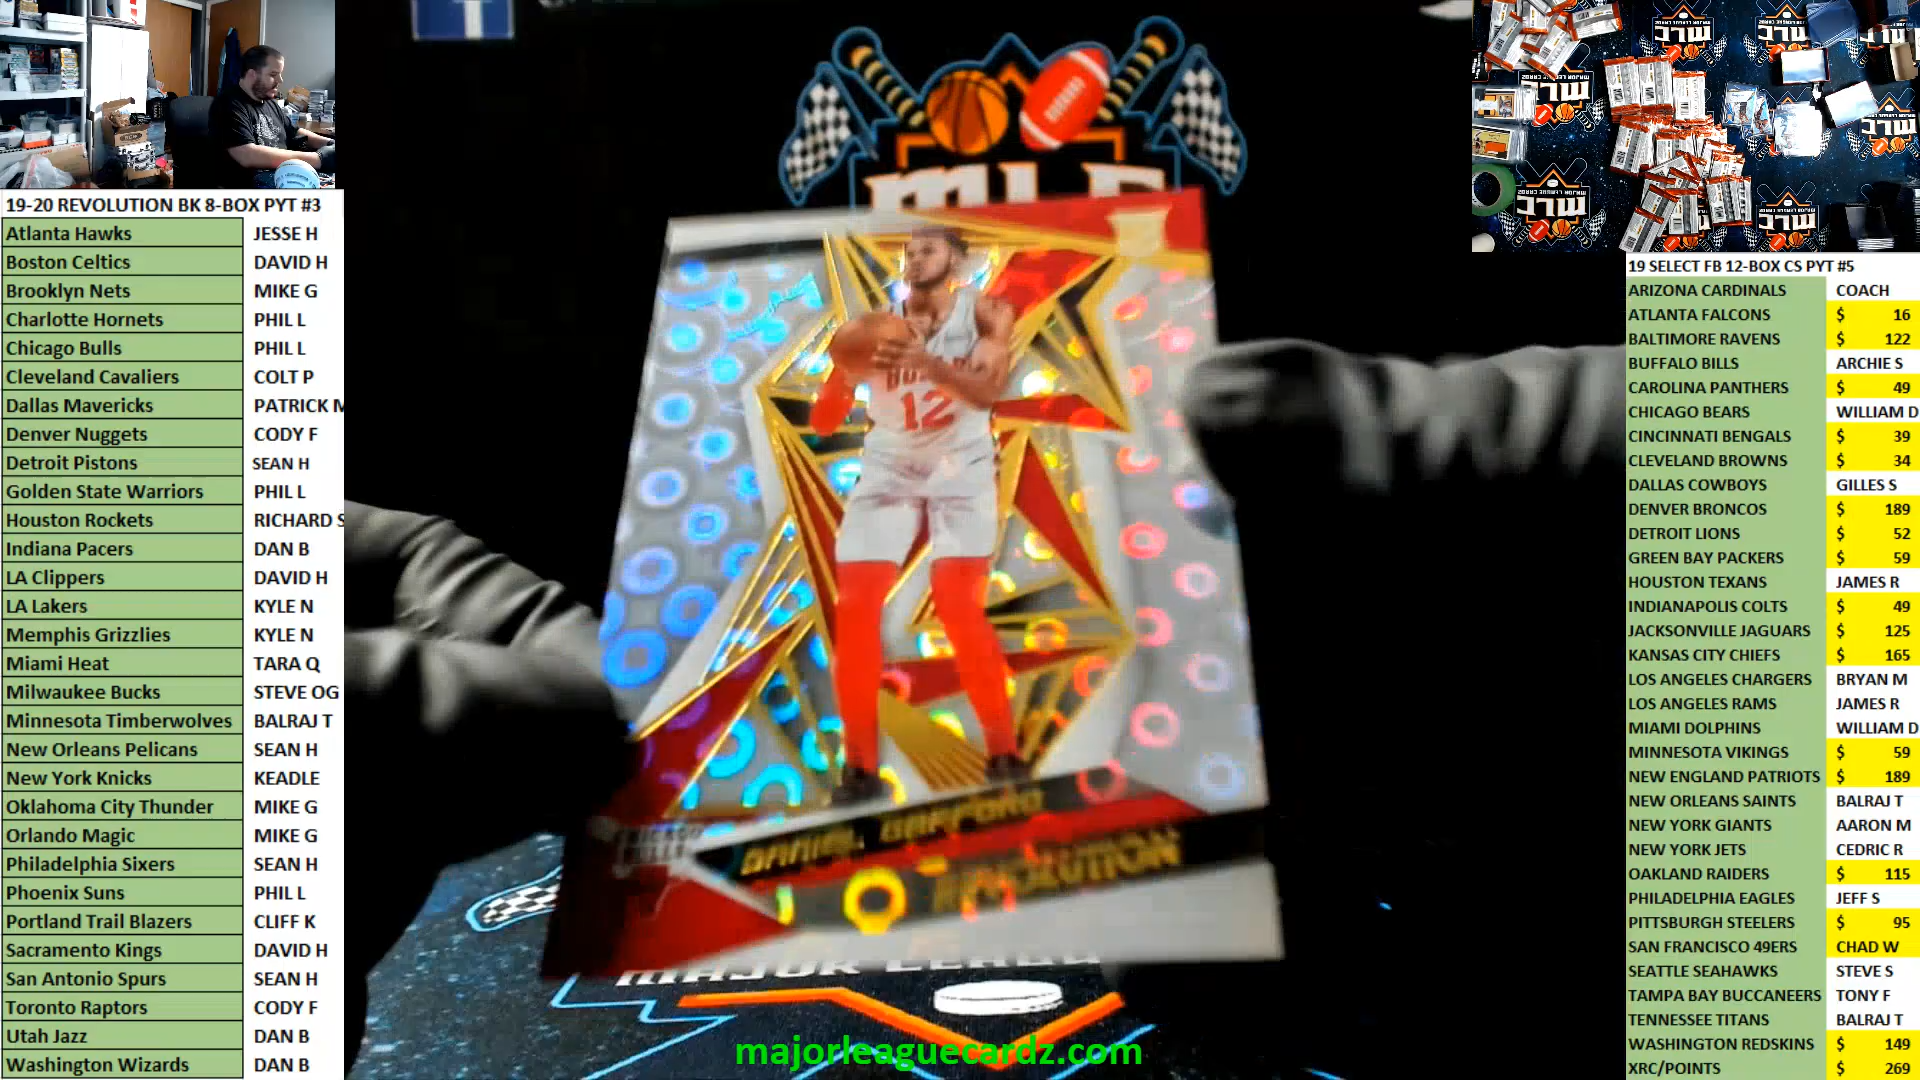 19-20 REVOLUTION BK 8-BOX PYT #3
Atlanta Hawks JESSE H
Boston Celtics DAVID H
Brooklyn Nets MIKE G
Charlotte Hornets PHIL L
Chicago Bulls PHIL L
Cleveland Cavaliers COLT P
Dallas Mavericks PATRICK M
Denver Nuggets CODY F
Detroit Pistons SEAN H
Golden State Warriors PHIL L
Houston Rockets RICHARD S
Indiana Pacers DAN B
LA Clippers DAVID H
LA Lakers KYLE N
Memphis Grizzlies KYLE N
Miami Heat TARA Q
Milwaukee Bucks STEVE OG
Minnesota Timberwolves BALRAJ T
New Orleans Pelicans SEAN H
New York Knicks KEADLE
Oklahoma City Thunder MIKE G
Orlando Magic MIKE G
Philadelphia Sixers SEAN H
Phoenix Suns PHIL L
Portland Trail Blazers CLIFF K
Sacramento Kings DAVID H
San Antonio Spurs SEAN H
Toronto Raptors CODY F
Utah Jazz DAN B
Washington Wizards DAN B
MLC
12
CHICAGO
BULLS
DANIEL GAFFORD
REVOLUTION
MAJOR LEAGUE
majorleaguecardz.com
19 SELECT FB 12-BOX CS PYT #5
ARIZONA CARDINALS COACH
ATLANTA FALCONS $ 16
BALTIMORE RAVENS $ 122
BUFFALO BILLS ARCHIE S
CAROLINA PANTHERS $ 49
CHICAGO BEARS WILLIAM D
CINCINNATI BENGALS $ 39
CLEVELAND BROWNS $ 34
DALLAS COWBOYS GILLES S
DENVER BRONCOS $ 189
DETROIT LIONS $ 52
GREEN BAY PACKERS $ 59
HOUSTON TEXANS JAMES R
INDIANAPOLIS COLTS $ 49
JACKSONVILLE JAGUARS $ 125
KANSAS CITY CHIEFS $ 165
LOS ANGELES CHARGERS BRYAN M
LOS ANGELES RAMS JAMES R
MIAMI DOLPHINS WILLIAM D
MINNESOTA VIKINGS $ 59
NEW ENGLAND PATRIOTS $ 189
NEW ORLEANS SAINTS BALRAJ T
NEW YORK GIANTS AARON M
NEW YORK JETS CEDRIC R
OAKLAND RAIDERS $ 115
PHILADELPHIA EAGLES JEFF S
PITTSBURGH STEELERS $ 95
SAN FRANCISCO 49ERS CHAD W
SEATTLE SEAHAWKS STEVE S
TAMPA BAY BUCCANEERS TONY F
TENNESSEE TITANS BALRAJ T
WASHINGTON REDSKINS $ 149
XRC/POINTS $ 269